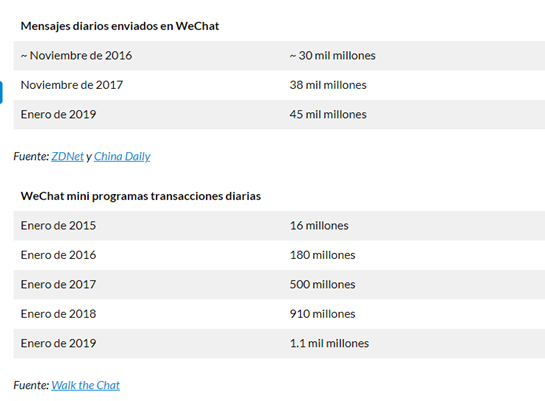 Mensajes diarios enviados en WeChat
~ Noviembre de 2016 ~ 30 mil millones
Noviembre de 2017 38 mil millones
Enero de 2019 45 mil millones
Fuente: ZDNet y China Daily
WeChat mini programas transacciones diarias
Enero de 2015 16 millones
Enero de 2016 180 millones
Enero de 2017 500 millones
Enero de 2018 910 millones
Enero de 2019 1.1 mil millones
Fuente: Walk the Chat